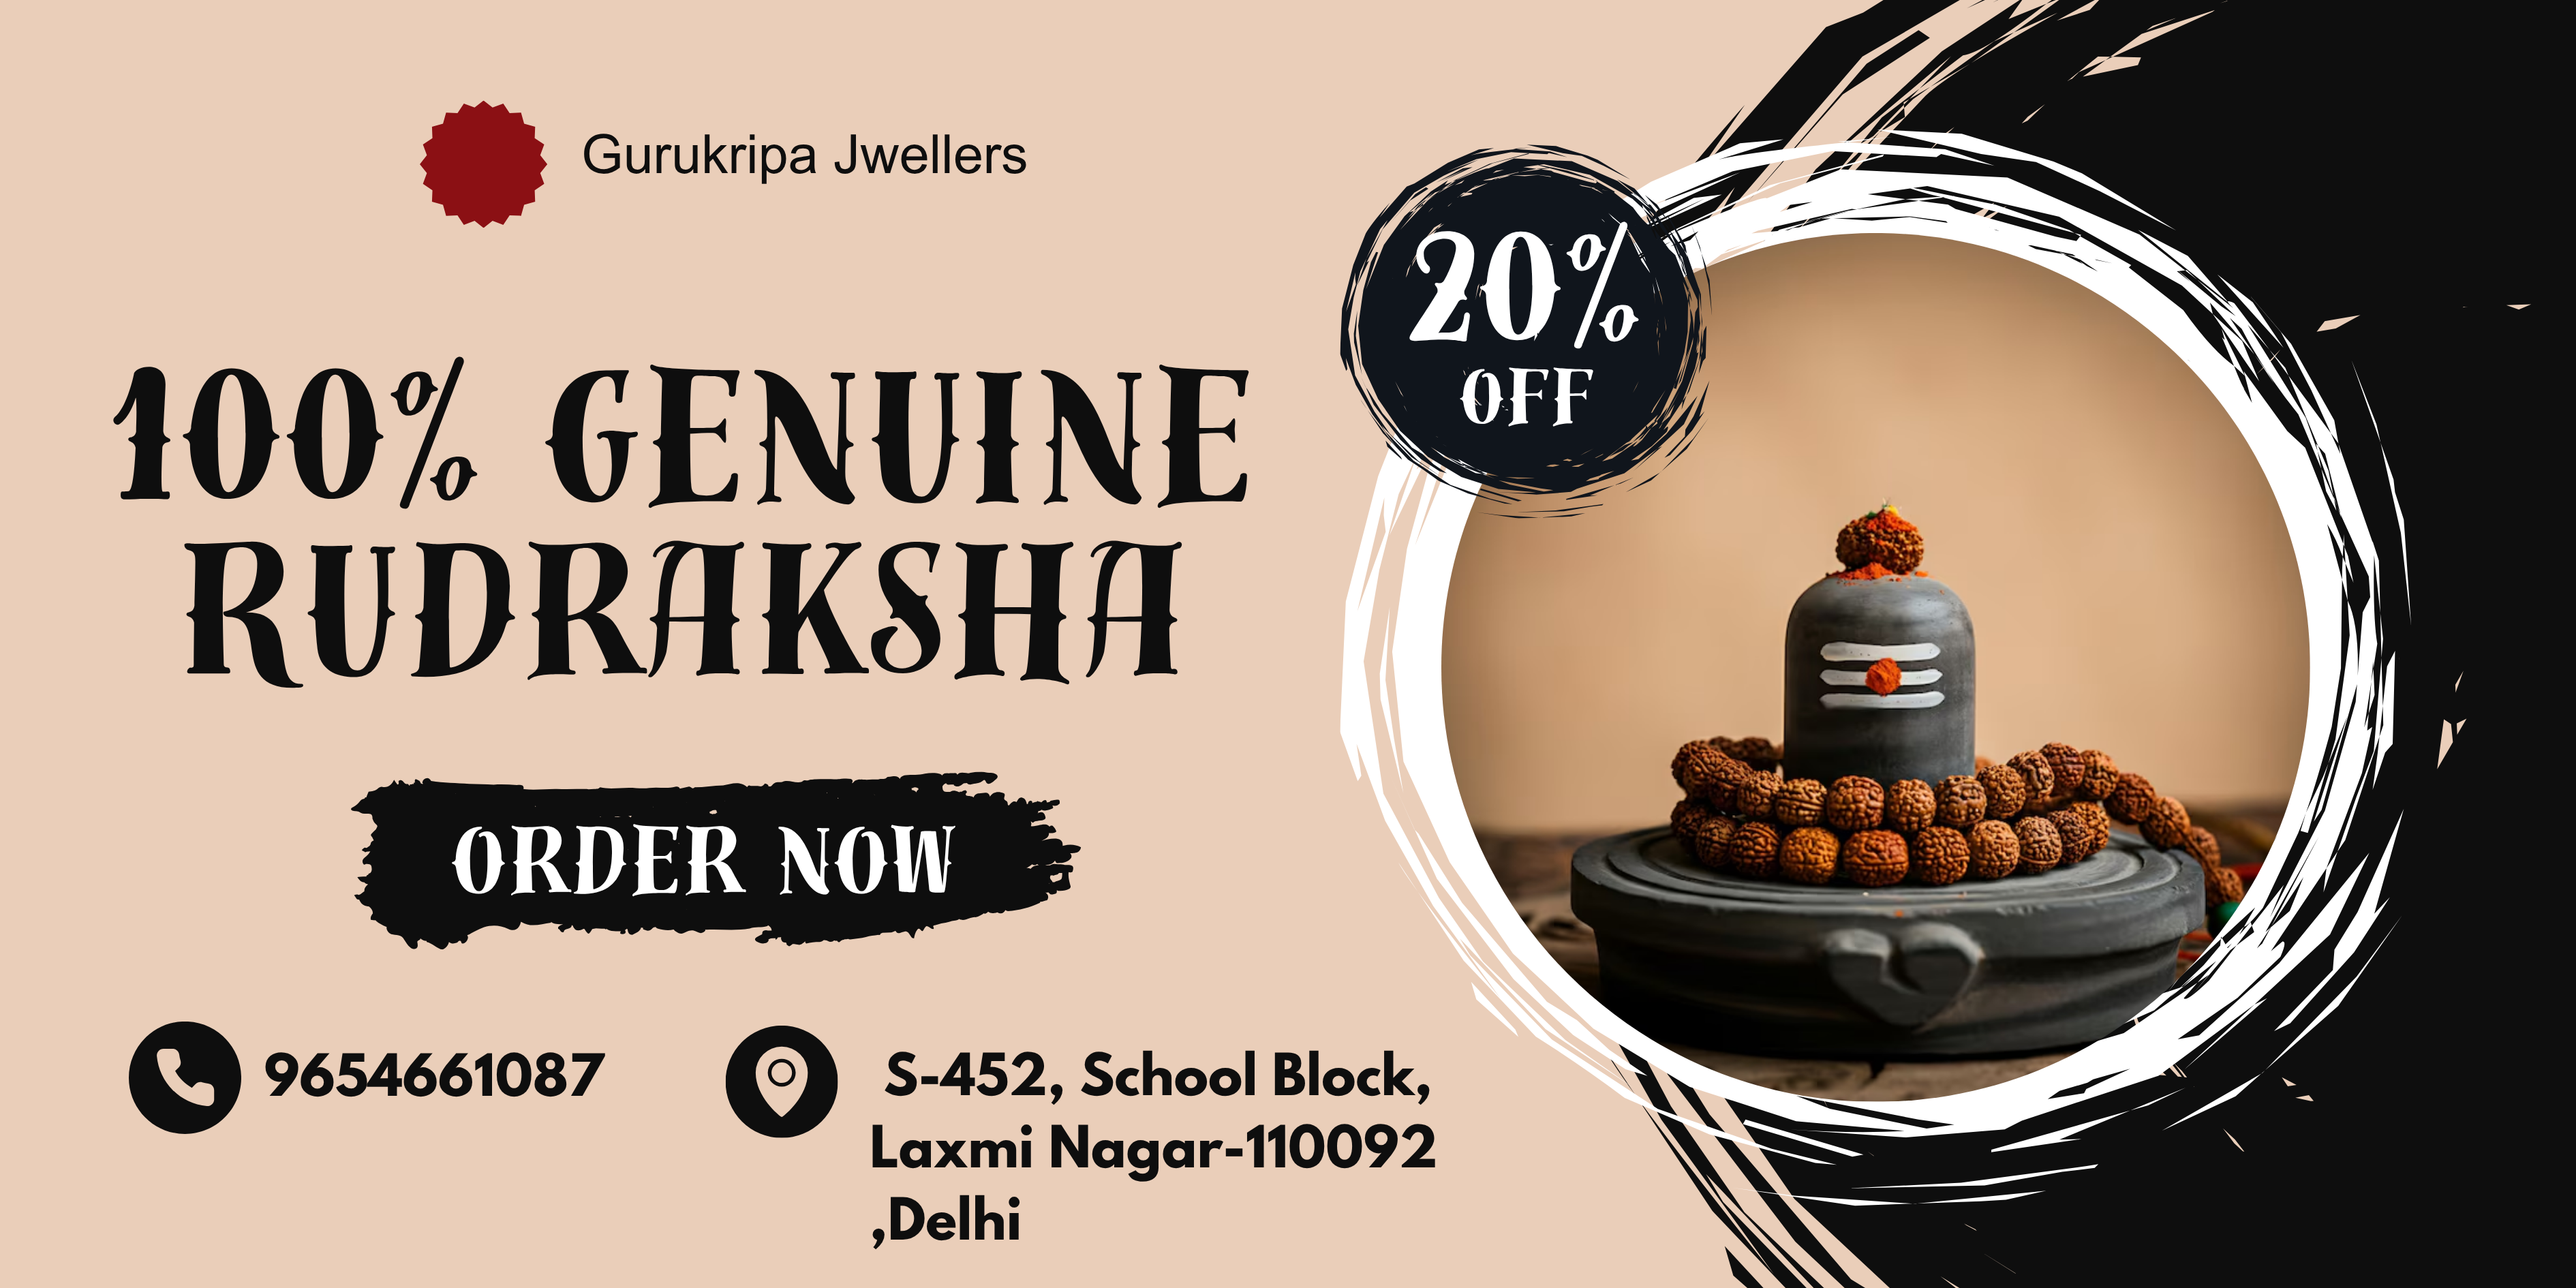 Gurukripa Jwellers
100% GENUINE
RUDRAKSHA
20%
OFF
ORDER NOW
9654661087
S-452, School Block,
Laxmi Nagar-110092
,Delhi